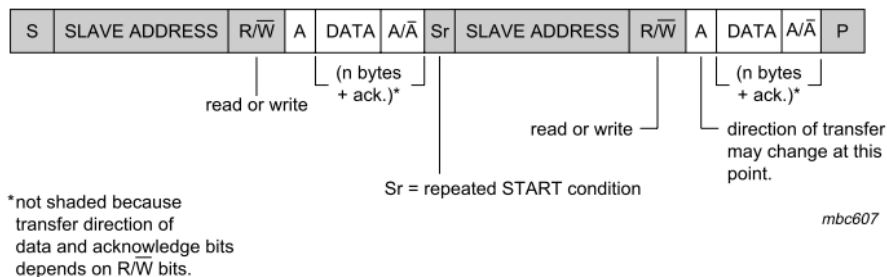 S SLAVE ADDRESS R/W̅ A DATA A/A̅ Sr SLAVE ADDRESS R/W̅ A DATA A/A̅ P
(n bytes
+ ack.)*
(n bytes
+ ack.)*
read or write
read or write
direction of transfer
may change at this
point.
Sr = repeated START condition
*not shaded because
transfer direction of
data and acknowledge bits
depends on R/W̅ bits.
mbc607